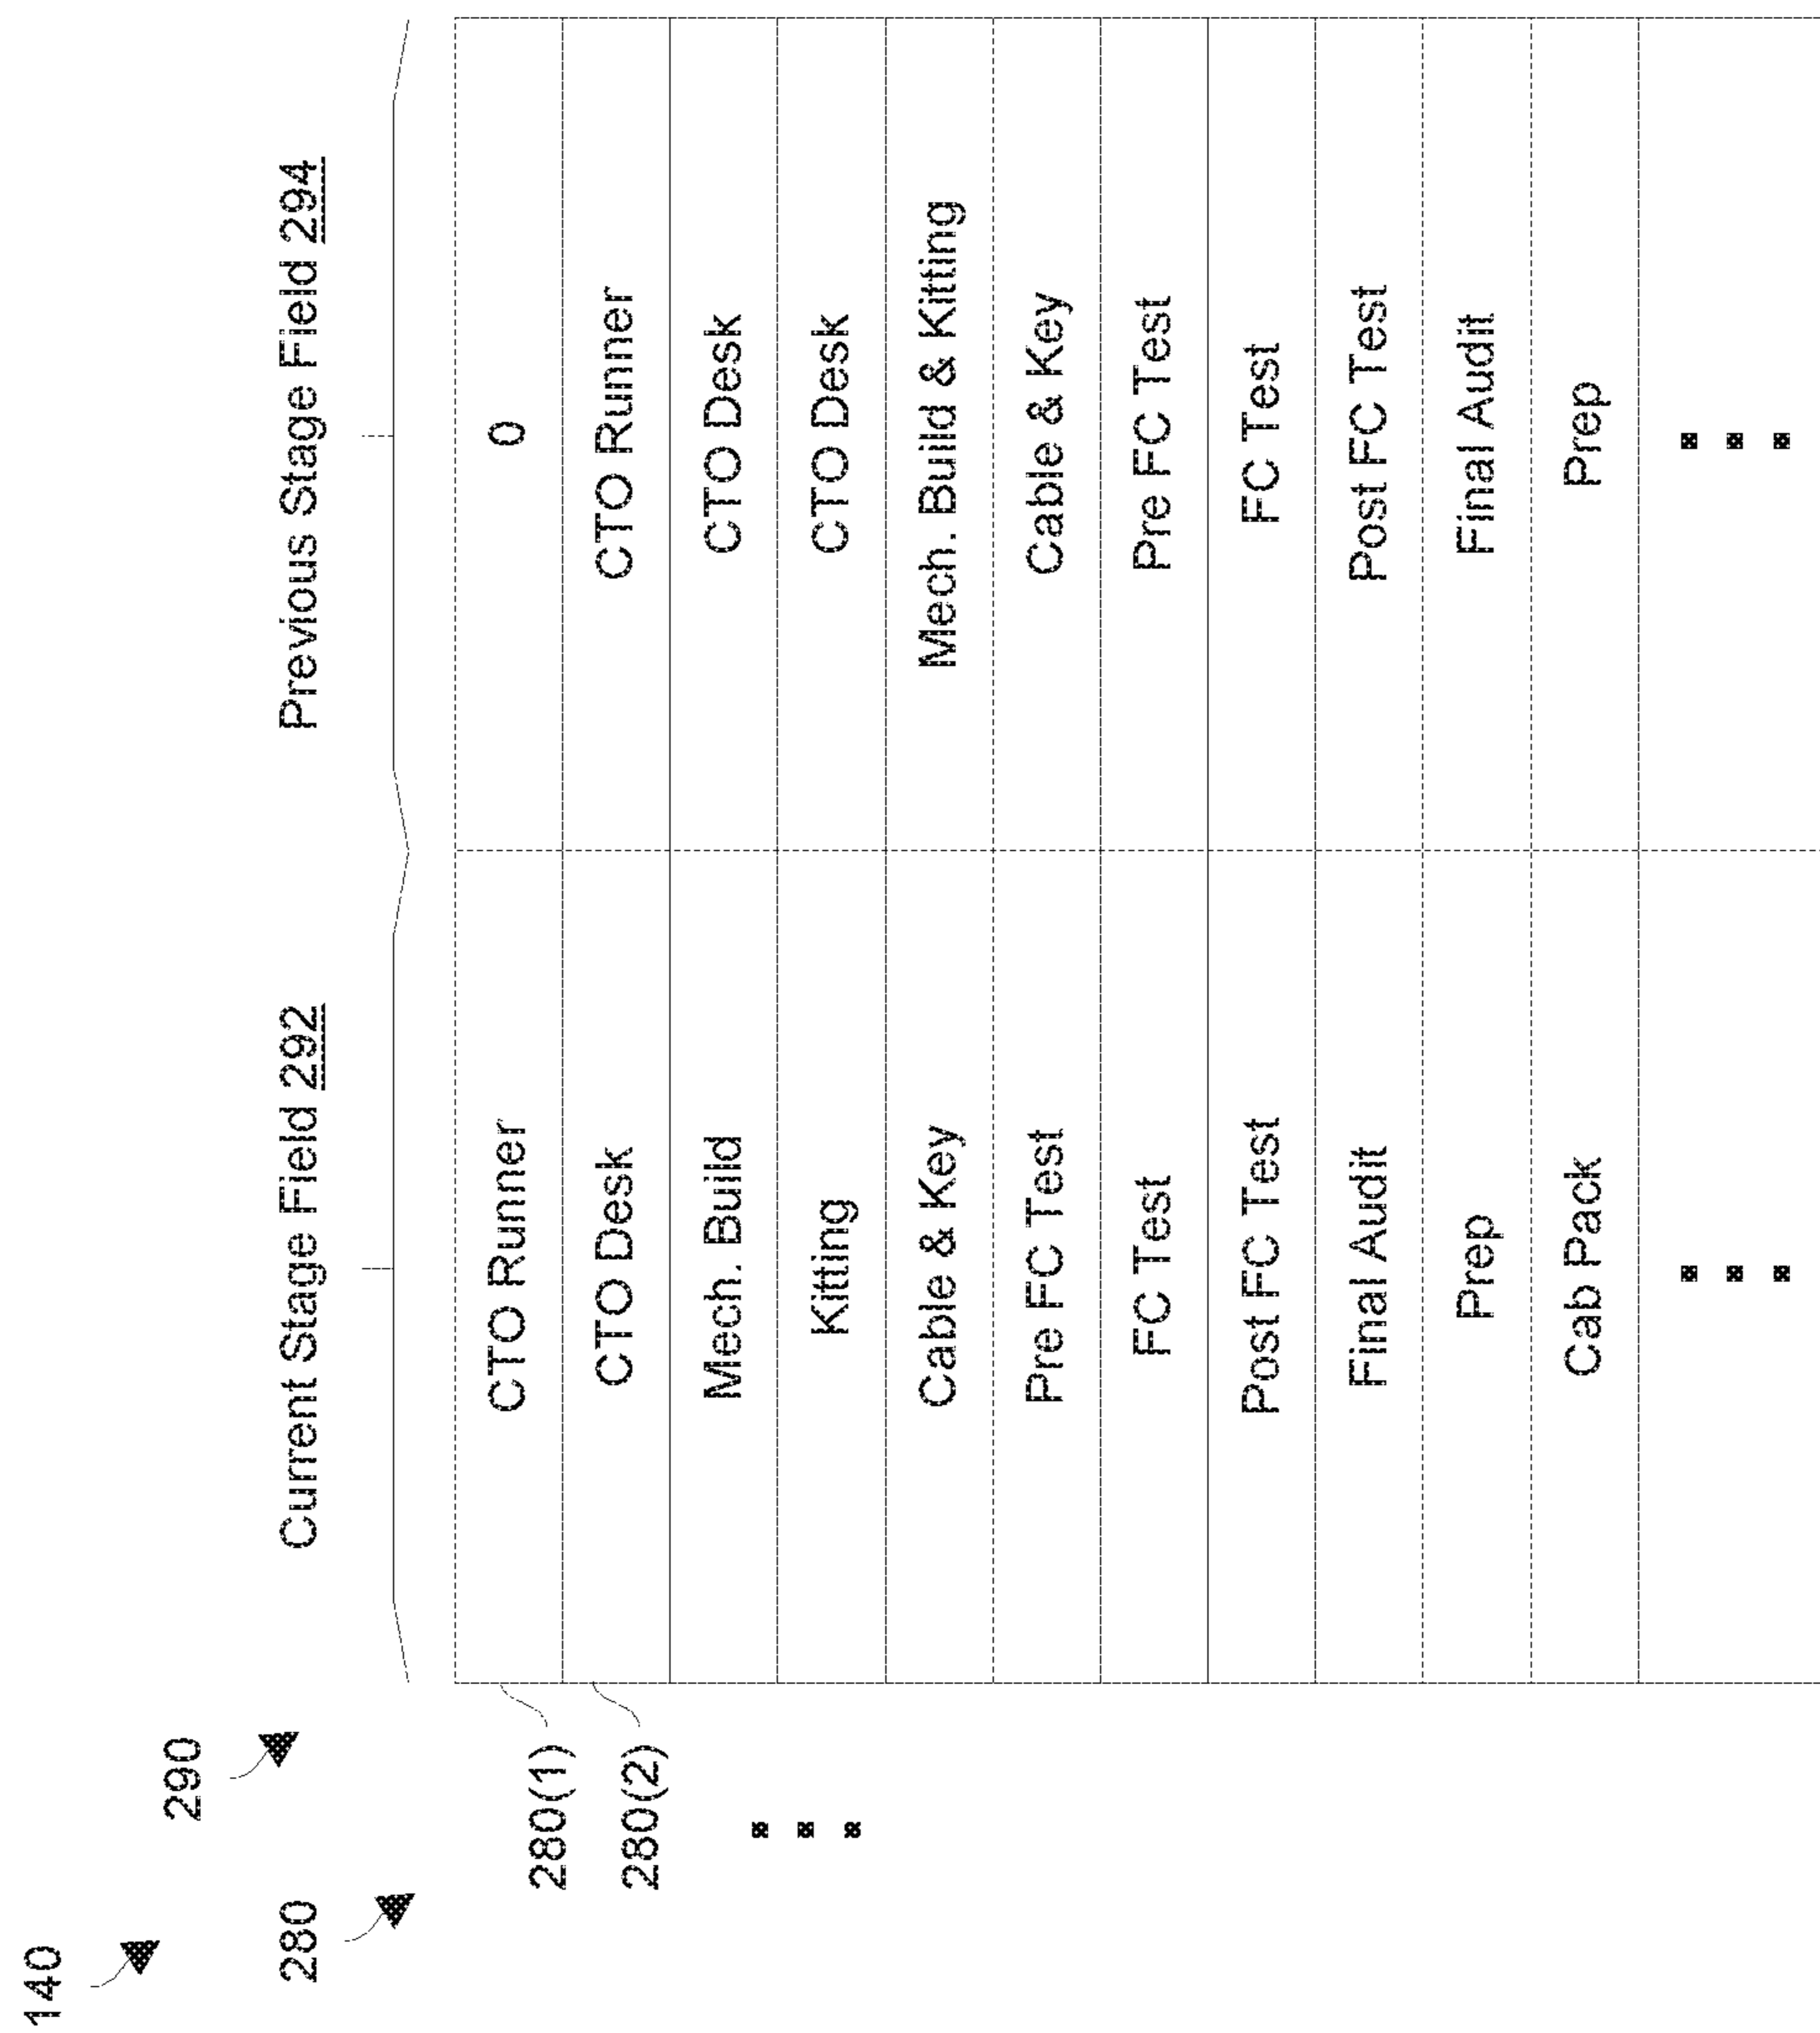 140
290
280
Current Stage Field 292 Previous Stage Field 294
280(1) CTO Runner 0
280(2) CTO Desk CTO Runner
Mech. Build CTO Desk
Kitting CTO Desk
Cable & Key Mech. Build & Kitting
Pre FC Test Cable & Key
FC Test Pre FC Test
Post FC Test FC Test
Final Audit Post FC Test
Prep Final Audit
Cab Pack Prep